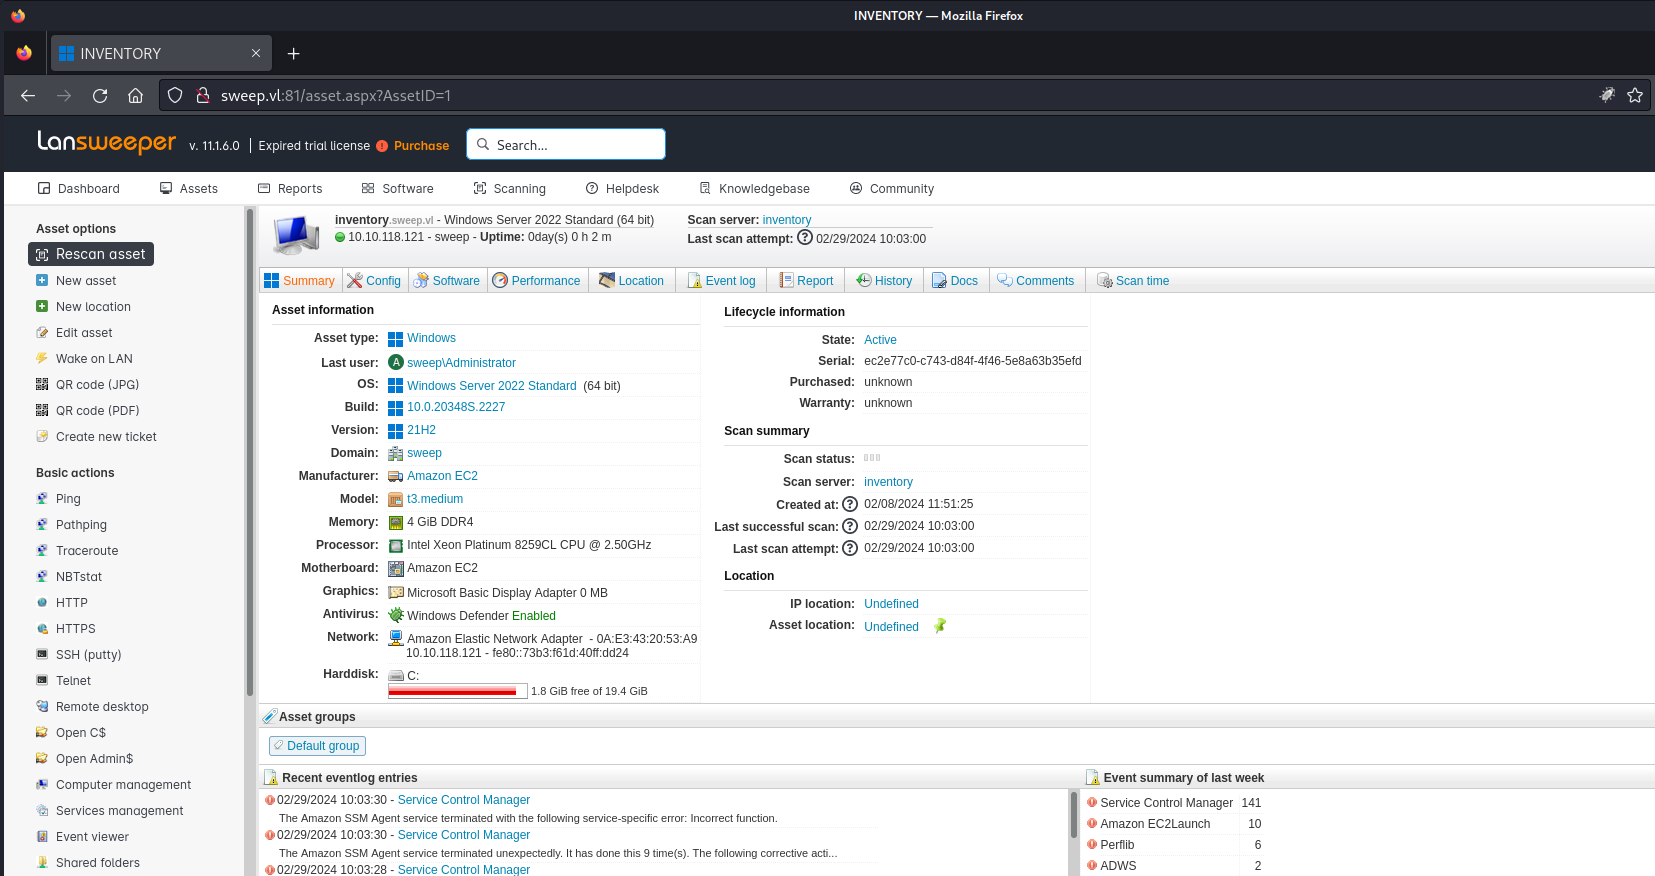 INVENTORY — Mozilla Firefox
INVENTORY
sweep.vl:81/asset.aspx?AssetID=1
Lansweeper v. 11.1.6.0 Expired trial license Purchase Search...
Dashboard Assets Reports Software Scanning Helpdesk Knowledgebase Community
Asset options
Rescan asset
New asset
New location
Edit asset
Wake on LAN
QR code (JPG)
QR code (PDF)
Create new ticket
Basic actions
Ping
Pathping
Traceroute
NBTstat
HTTP
HTTPS
SSH (putty)
Telnet
Remote desktop
Open C$
Open Admin$
Computer management
Services management
Event viewer
Shared folders
inventory.sweep.vl - Windows Server 2022 Standard (64 bit)
10.10.118.121 - sweep - Uptime: 0day(s) 0 h 2 m
Scan server: inventory
Last scan attempt: 02/29/2024 10:03:00
Summary Config Software Performance Location Event log Report History Docs Comments Scan time
Asset information
Asset type: Windows
Last user: A sweep\Administrator
OS: Windows Server 2022 Standard (64 bit)
Build: 10.0.20348S.2227
Version: 21H2
Domain: sweep
Manufacturer: Amazon EC2
Model: t3.medium
Memory: 4 GiB DDR4
Processor: Intel Xeon Platinum 8259CL CPU @ 2.50GHz
Motherboard: Amazon EC2
Graphics: Microsoft Basic Display Adapter 0 MB
Antivirus: Windows Defender Enabled
Network: Amazon Elastic Network Adapter - 0A:E3:43:20:53:A9
10.10.118.121 - fe80::73b3:f61d:40ff:dd24
Harddisk: C:
1.8 GiB free of 19.4 GiB
Lifecycle information
State: Active
Serial: ec2e77c0-c743-d84f-4f46-5e8a63b35efd
Purchased: unknown
Warranty: unknown
Scan summary
Scan status:
Scan server: inventory
Created at: 02/08/2024 11:51:25
Last successful scan: 02/29/2024 10:03:00
Last scan attempt: 02/29/2024 10:03:00
Location
IP location: Undefined
Asset location: Undefined
Asset groups
Default group
Recent eventlog entries
02/29/2024 10:03:30 - Service Control Manager
The Amazon SSM Agent service terminated with the following service-specific error: Incorrect function.
02/29/2024 10:03:30 - Service Control Manager
The Amazon SSM Agent service terminated unexpectedly. It has done this 9 time(s). The following corrective acti...
02/29/2024 10:03:28 - Service Control Manager
Event summary of last week
Service Control Manager 141
Amazon EC2Launch 10
Perflib 6
ADWS 2